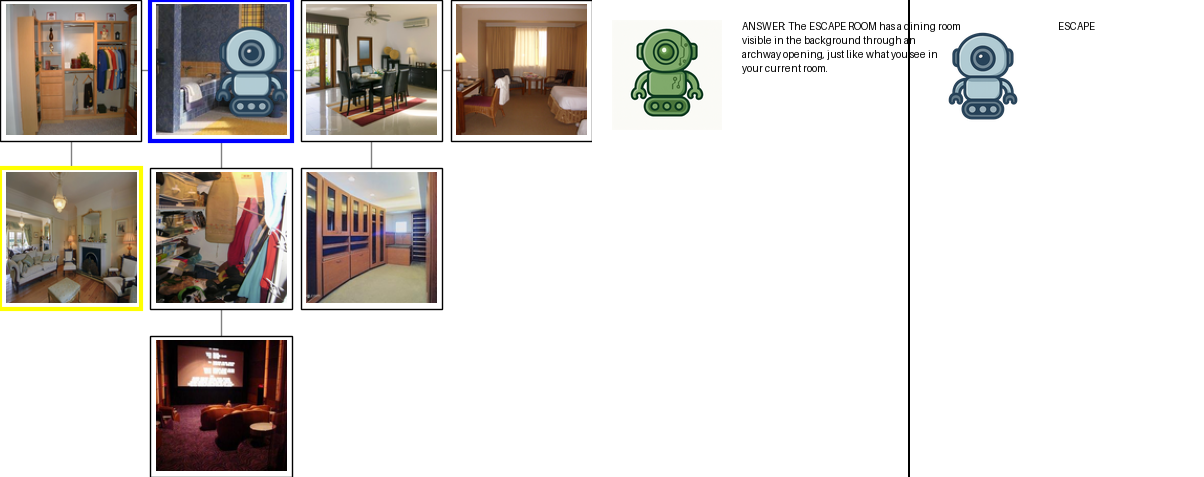 ANSWER: The ESCAPE ROOM has a dining room
visible in the background through an
archway opening, just like what you see in
your current room.
ESCAPE